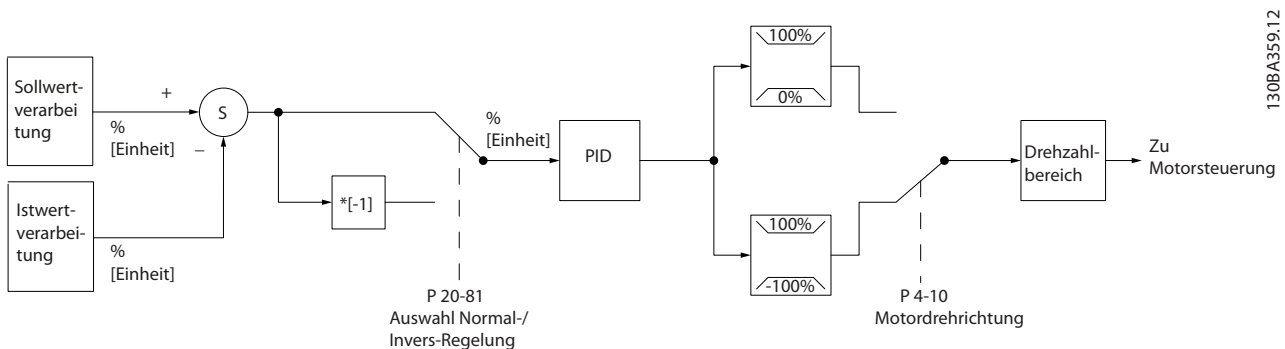 130BA359.12
Sollwert-
verarbei
tung
+
%
[Einheit]
–
S
Istwert-
verarbei-
tung
%
[Einheit]
*[-1]
P 20-81
Auswahl Normal-/
Invers-Regelung
%
[Einheit]
PID
100%
0%
100%
-100%
P 4-10
Motordrehrichtung
Drehzahl-
bereich
Zu
Motorsteuerung